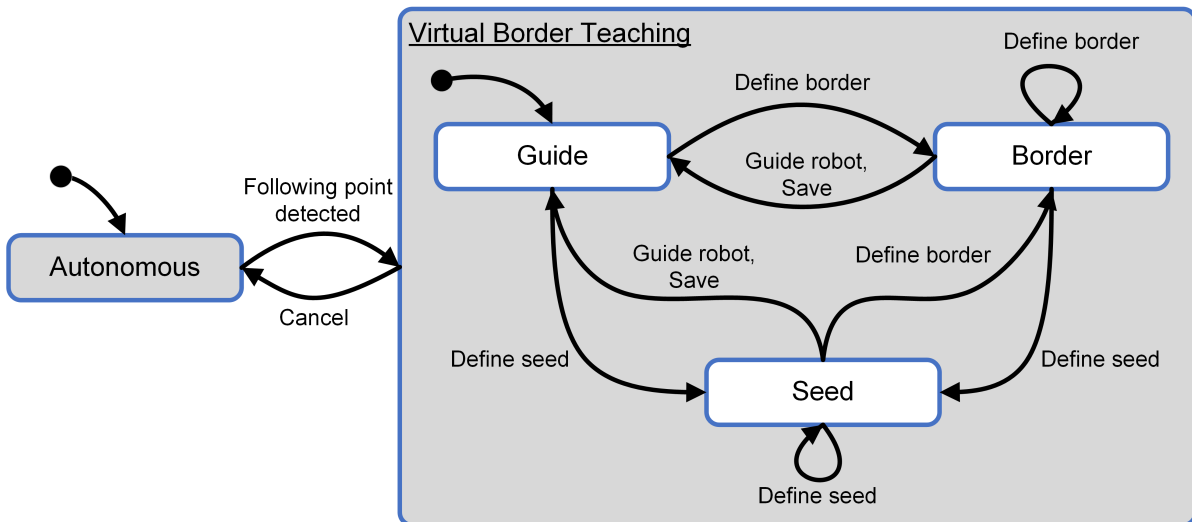 Virtual Border Teaching
Define border
Define border
Guide
Border
Guide robot,
Save
Following point
detected
Autonomous
Cancel
Guide robot,
Save
Define border
Define seed
Define seed
Seed
Define seed